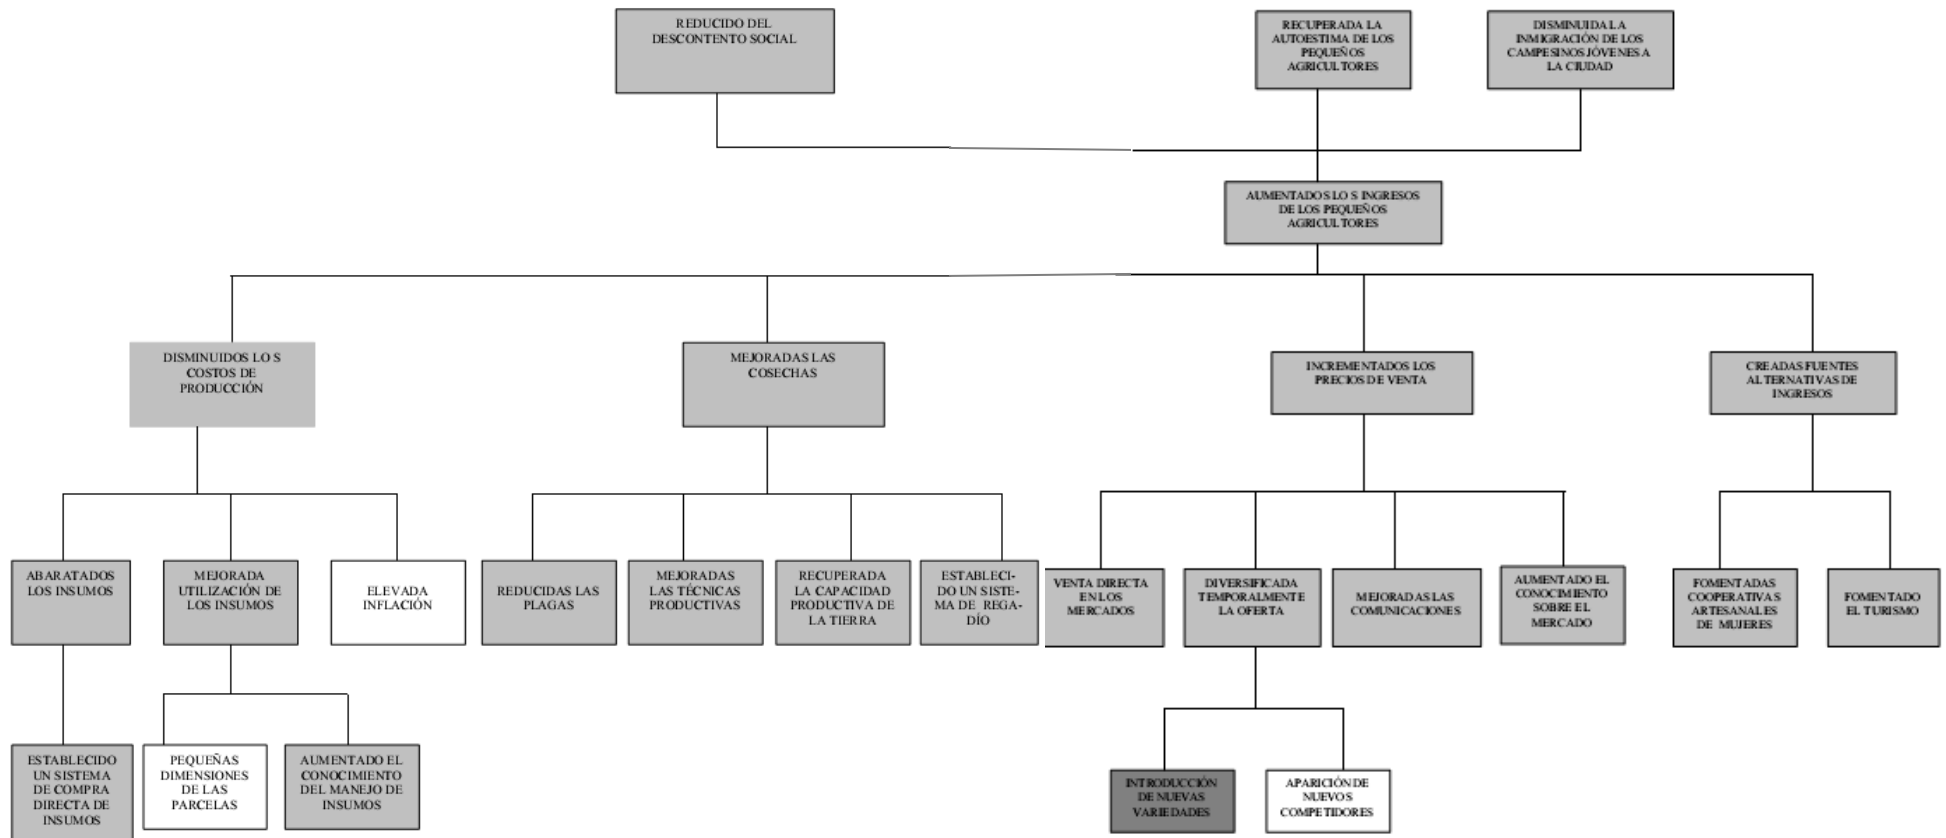 REDUCIDO DEL
DESCONTENTO SOCIAL
RECUPERADA LA
AUTOESTIMA DE LOS
PEQUEÑOS
AGRICULTORES
DISMINUIDA LA
INMIGRACIÓN DE LOS
CAMPESINOS JÓVENES A
LA CIUDAD
AUMENTADOS LO S INGRESOS
DE LOS PEQUEÑOS
AGRICULTORES
DISMINUIDOS LO S
COSTOS DE
PRODUCCIÓN
MEJORADAS LAS
COSECHAS
INCREMENTADOS LOS
PRECIOS DE VENTA
CREADAS FUENTES
ALTERNATIVAS DE
INGRESOS
ABARATADOS
LOS INSUMOS
MEJORADA
UTILIZACIÓN DE
LOS INSUMOS
ELEVADA
INFLACIÓN
REDUCIDAS LAS
PLAGAS
MEJORADAS
LAS TÉCNICAS
PRODUCTIVAS
RECUPERADA
LA CAPACIDAD
PRODUCTIVA DE
LA TIERRA
ESTABLECI-
DO UN SISTE-
MA DE REGA-
DÍO
VENTA DIRECTA
EN LOS
MERCADOS
DIVERSIFICADA
TEMPORALMENTE
LA OFERTA
MEJORADAS LAS
COMUNICACIONES
AUMENTADO EL
CONOCIMIENTO
SOBRE EL
MERCADO
FOMENTADAS
COOPERATIVAS
ARTESANALES
DE MUJERES
FOMENTADO
EL TURISMO
ESTABLECIDO
UN SISTEMA
DE COMPRA
DIRECTA DE
INSUMOS
PEQUEÑAS
DIMENSIONES
DE LAS
PARCELAS
AUMENTADO EL
CONOCIMIENTO
DEL MANEJO DE
INSUMOS
INTRODUCCIÓN
DE NUEVAS
VARIEDADES
APARICIÓN DE
NUEVOS
COMPETIDORES